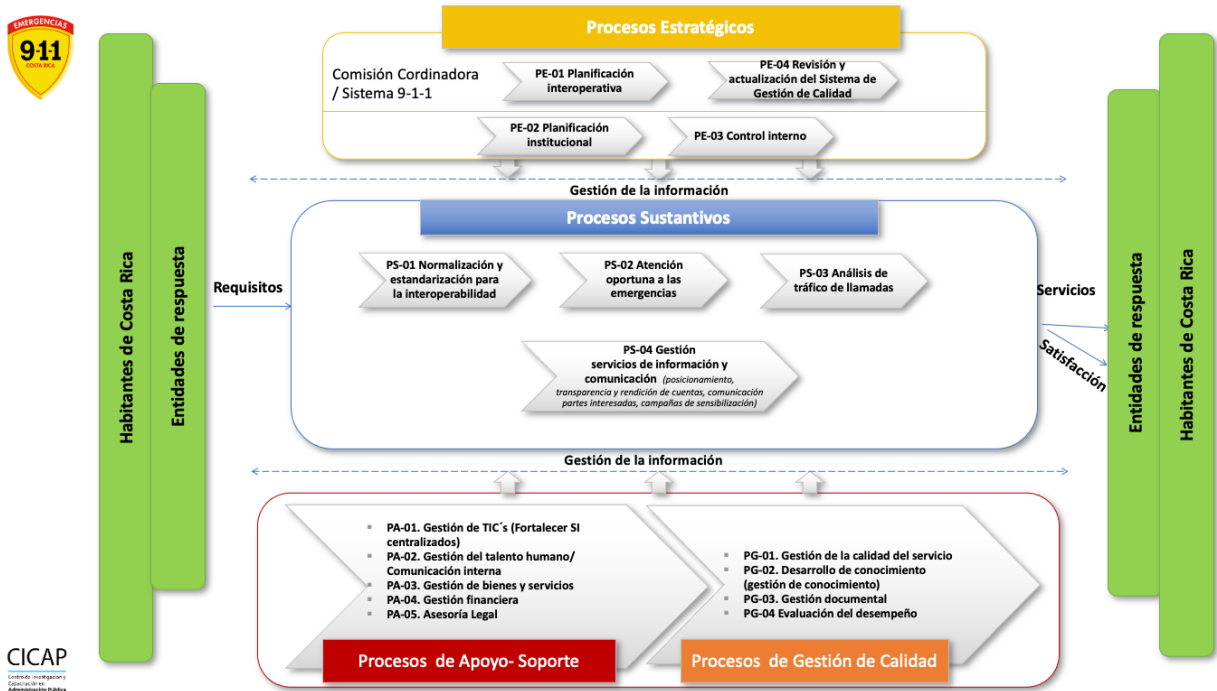 EMERGENCIAS
9-1-1
COSTA RICA
Procesos Estratégicos
Comisión Cordinadora
/ Sistema 9-1-1
PE-01 Planificación
interoperativa
PE-04 Revisión y
actualización del Sistema de
Gestión de Calidad
PE-02 Planificación
institucional
PE-03 Control interno
Gestión de la información
Procesos Sustantivos
Habitantes de Costa Rica
Entidades de respuesta
Requisitos
PS-01 Normalización y
estandarización para
la interoperabilidad
PS-02 Atención
oportuna a las
emergencias
PS-03 Análisis de
tráfico de llamadas
PS-04 Gestión
servicios de información y
comunicación (posicionamiento,
transparencia y rendición de cuentas, comunicación
partes interesadas, campañas de sensibilización)
Servicios
Satisfacción
Entidades de respuesta
Habitantes de Costa Rica
Gestión de la información
PA-01. Gestión de TIC´s (Fortalecer SI
centralizados)
PA-02. Gestión del talento humano/
Comunicación interna
PA-03. Gestión de bienes y servicios
PA-04. Gestión financiera
PA-05. Asesoría Legal
Procesos de Apoyo- Soporte
PG-01. Gestión de la calidad del servicio
PG-02. Desarrollo de conocimiento
(gestión de conocimiento)
PG-03. Gestión documental
PG-04 Evaluación del desempeño
Procesos de Gestión de Calidad
CICAP
Centro de Investigación y
Capacitación en
Administración Pública